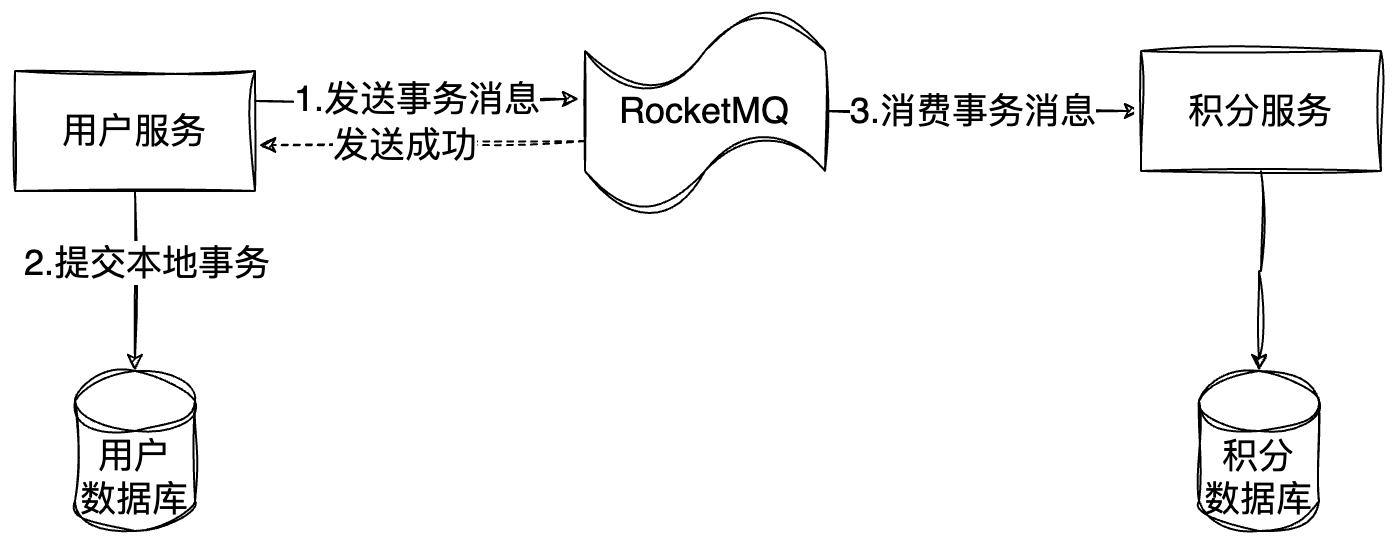 用户服务
1.发送事务消息
发送成功
RocketMQ
3.消费事务消息
积分服务
2.提交本地事务
用户
数据库
积分
数据库